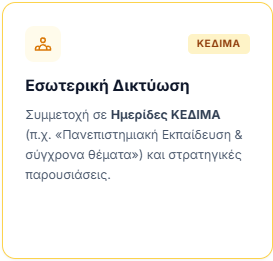 ΚΕΔΙΜΑ
Εσωτερική Δικτύωση
Συμμετοχή σε Ημερίδες ΚΕΔΙΜΑ
(π.χ. «Πανεπιστημιακή Εκπαίδευση &
σύγχρονα θέματα») και στρατηγικές
παρουσιάσεις.